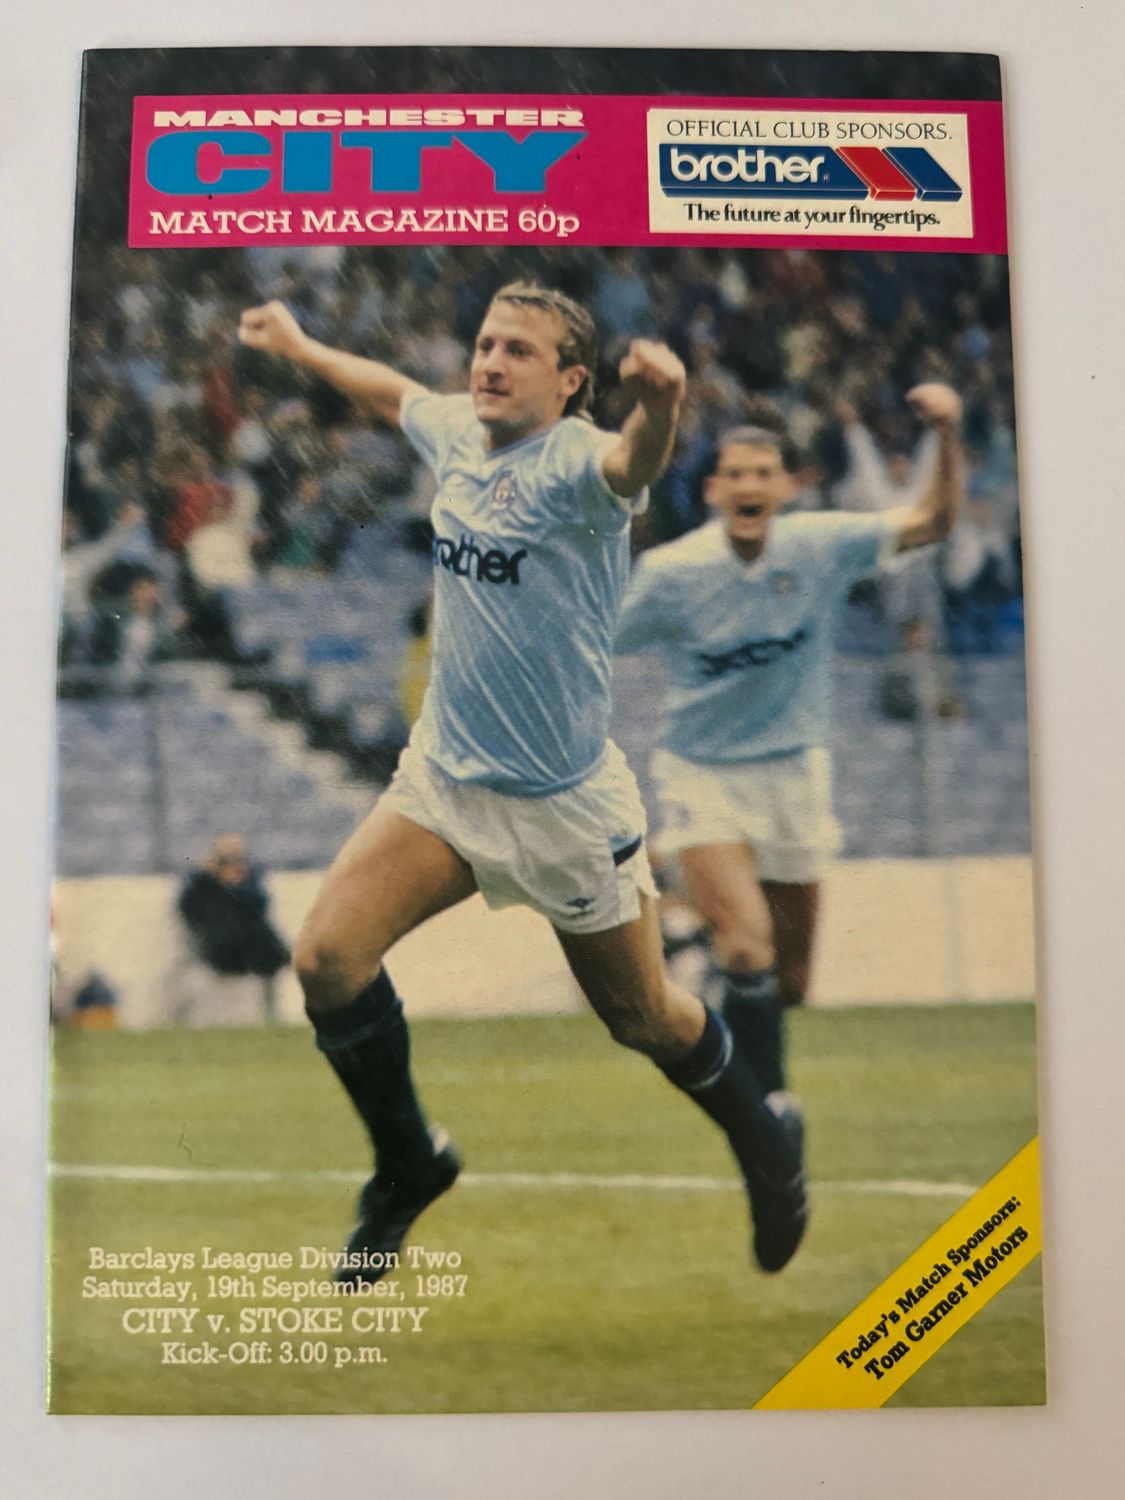 MANCHESTER
CITY
MATCH MAGAZINE 60p
OFFICIAL CLUB SPONSORS.
brother
The future at your fingertips.
brother
Barclays League Division Two
Saturday, 19th September, 1987
CITY v. STOKE CITY
Kick-Off: 3.00 p.m.
Today's Match Sponsors:
Tom Garner Motors